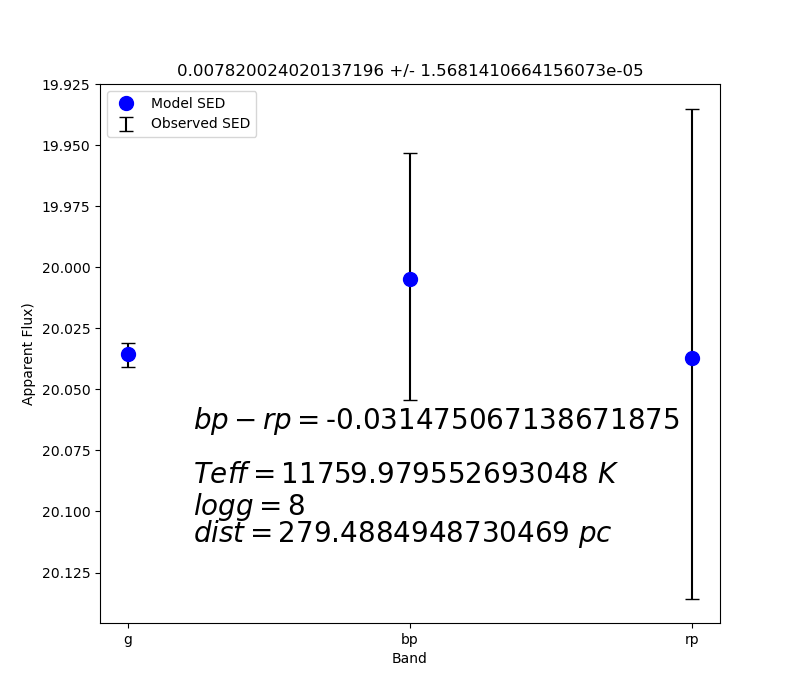 0.007820024020137196 +/- 1.5681410664156073e-05
Model SED
Observed SED
19.925
19.950
19.975
20.000
20.025
20.050
20.075
20.100
20.125
Apparent Flux)
bp − rp = -0.031475067138671875
Teff = 11759.979552693048 K
logg = 8
dist = 279.4884948730469 pc
g
bp
rp
Band